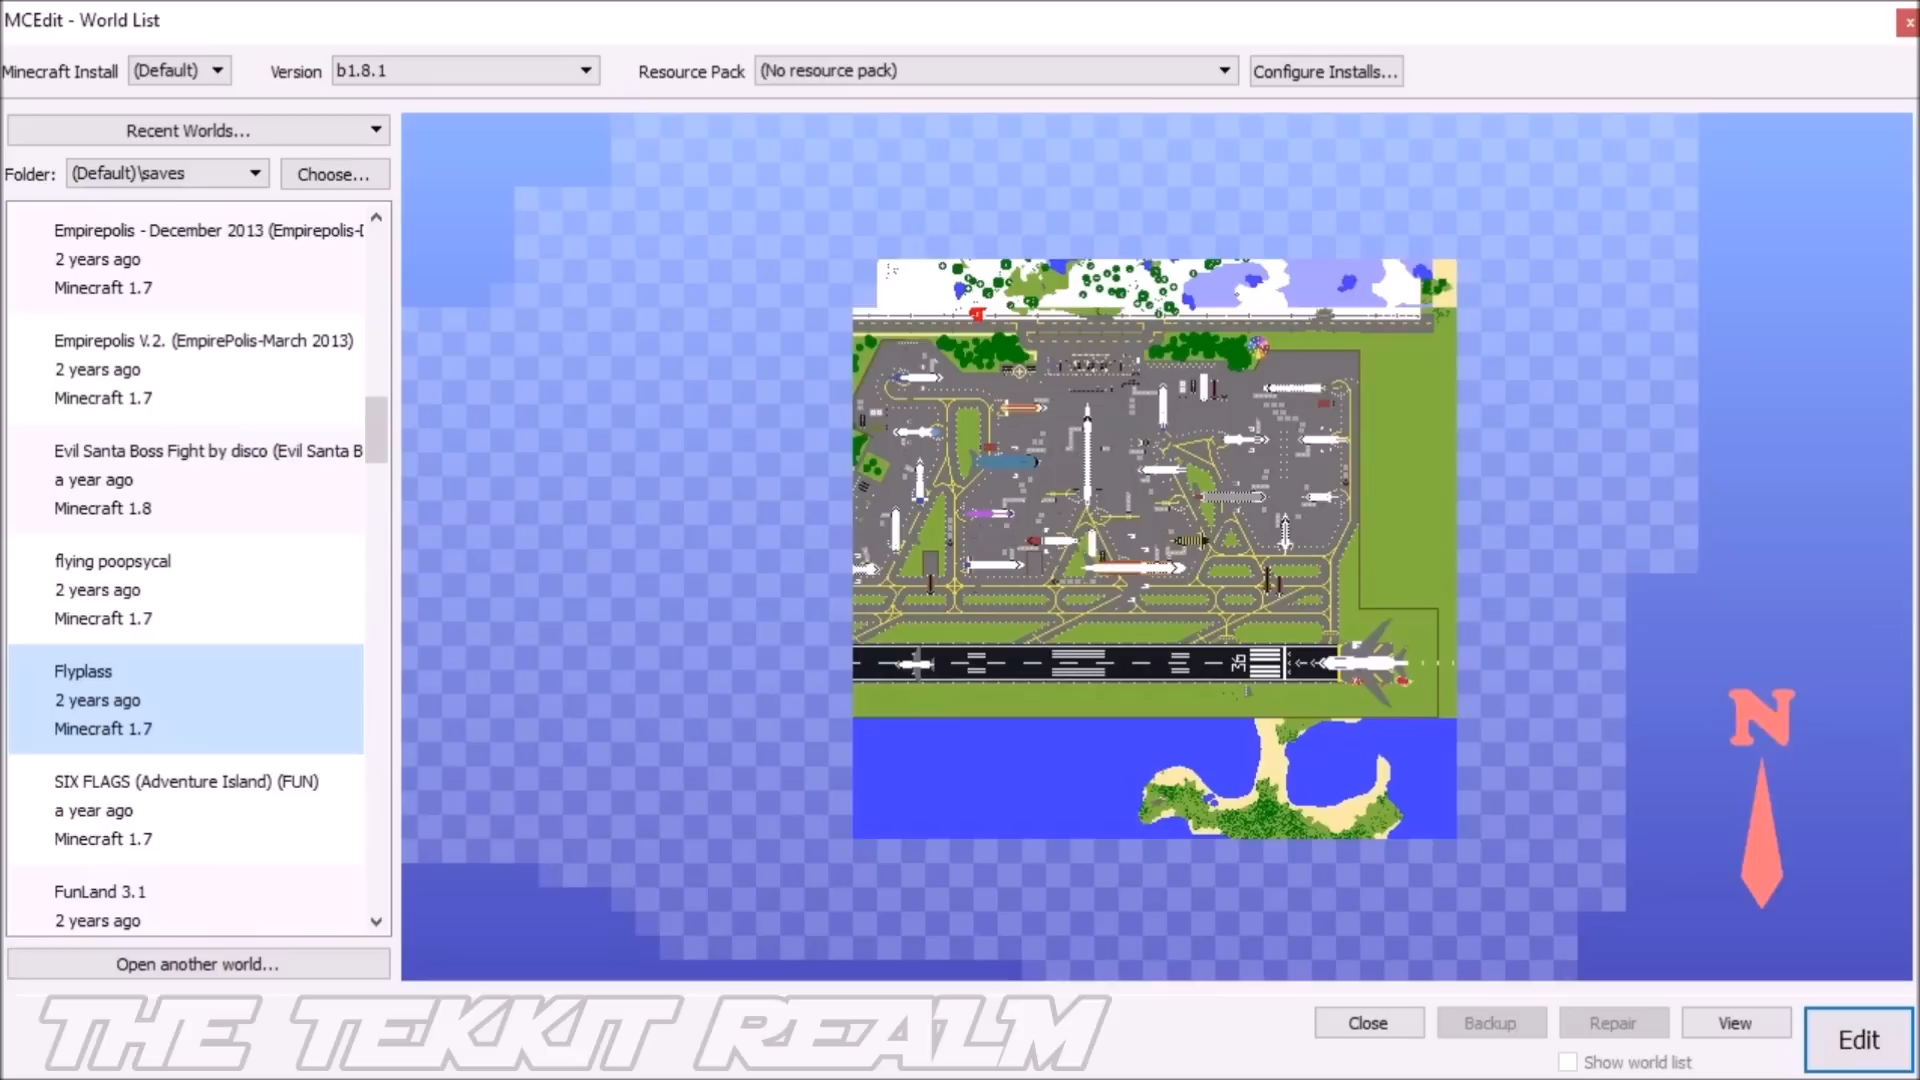 MCEdit - World List
x
Minecraft Install (Default) Version b1.8.1 Resource Pack (No resource pack) Configure Installs...
Recent Worlds...
Folder: (Default)\saves Choose...
Empirepolis - December 2013 (Empirepolis-D
2 years ago
Minecraft 1.7
Empirepolis V.2. (EmpirePolis-March 2013)
2 years ago
Minecraft 1.7
Evil Santa Boss Fight by disco (Evil Santa B
a year ago
Minecraft 1.8
flying poopsycal
2 years ago
Minecraft 1.7
Flyplass
2 years ago
Minecraft 1.7
SIX FLAGS (Adventure Island) (FUN)
a year ago
Minecraft 1.7
FunLand 3.1
2 years ago
Open another world...
36
N
THE TEKKIT REALM
Close Backup Repair View Edit
Show world list